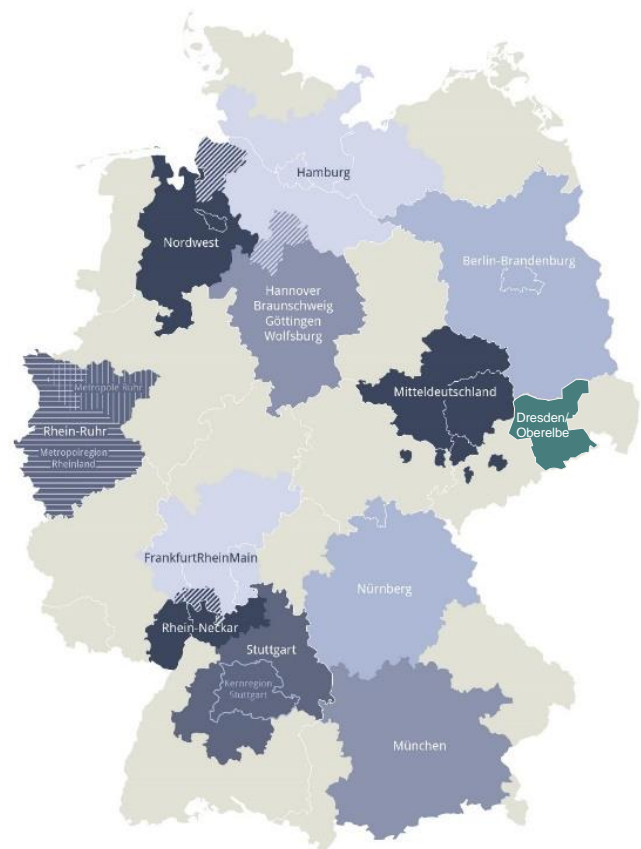 Hamburg
Nordwest
Berlin-Brandenburg
Hannover
Braunschweig
Göttingen
Wolfsburg
Metropole Ruhr
Mitteldeutschland
Dresden/
Oberelbe
Rhein-Ruhr
Metropolregion
Rheinland
FrankfurtRheinMain
Nürnberg
Rhein-Neckar
Stuttgart
Kernregion
Stuttgart
München